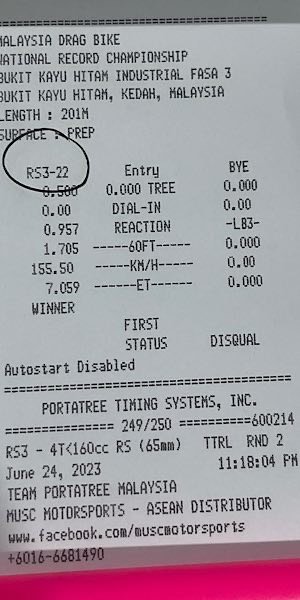 MALAYSIA DRAG BIKE
NATIONAL RECORD CHAMPIONSHIP
BUKIT KAYU HITAM INDUSTRIAL FASA 3
BUKIT KAYU HITAM, KEDAH, MALAYSIA
LENGTH : 201M
SURFACE : PREP
RS3-22 Entry BYE
0.500 0.000 TREE 0.000
0.00 DIAL-IN 0.00
0.957 REACTION -LB3-
1.705 -----60FT----- 0.000
155.50 -----KM/H----- 0.00
7.059 ------ET------ 0.000
WINNER
FIRST
STATUS DISQUAL
Autostart Disabled
PORTATREE TIMING SYSTEMS, INC.
================ 249/250 ==========600214
RS3 - 4T<160cc RS (65mm) TTRL RND 2
June 24, 2023 11:18:04 PM
TEAM PORTATREE MALAYSIA
MUSC MOTORSPORTS - ASEAN DISTRIBUTOR
www.facebook.com/muscmotorsports
+6016-6681490